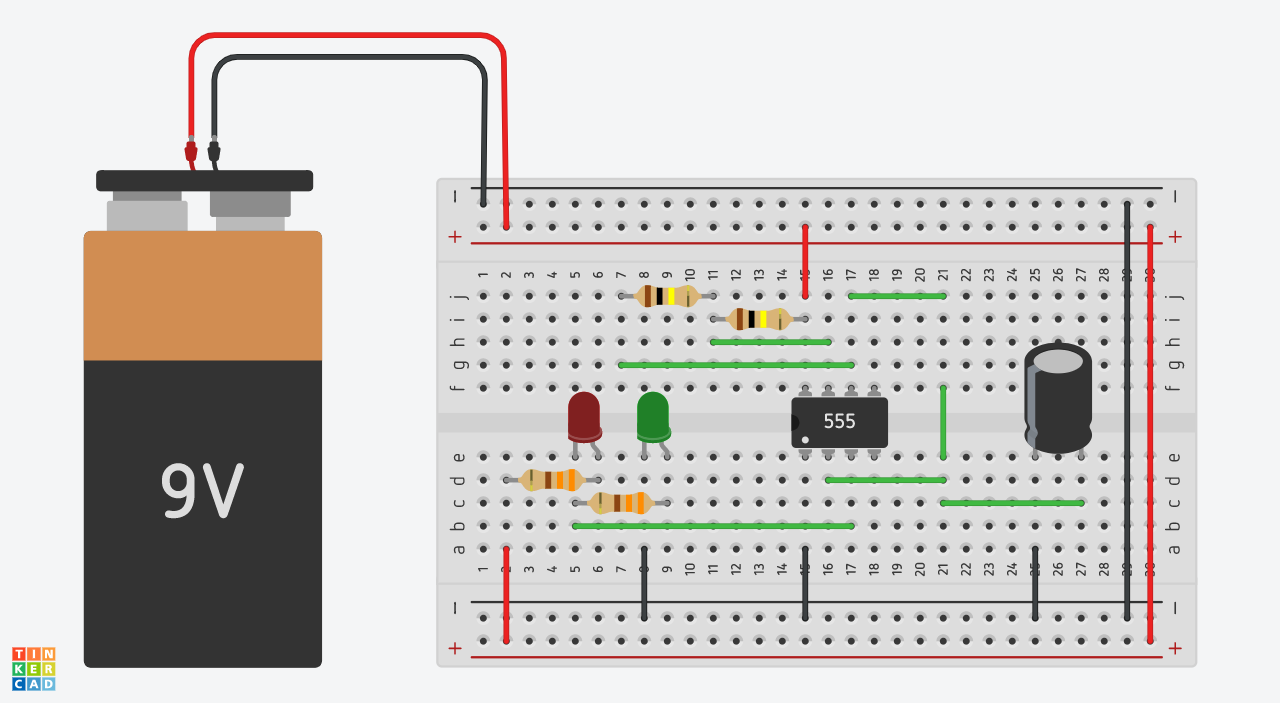 − −
+ +
1 2 3 4 5 6 7 8 9 10 11 12 13 14 15 16 17 18 19 20 21 22 23 24 25 26 27 28 29 30
j j
i i
h h
g g
f f
555
e e
d d
9V
c c
b b
a a
1 2 3 4 5 6 7 8 9 10 11 12 13 14 15 16 17 18 19 20 21 22 23 24 25 26 27 28 29 30
− −
+ +
TIN
KER
CAD